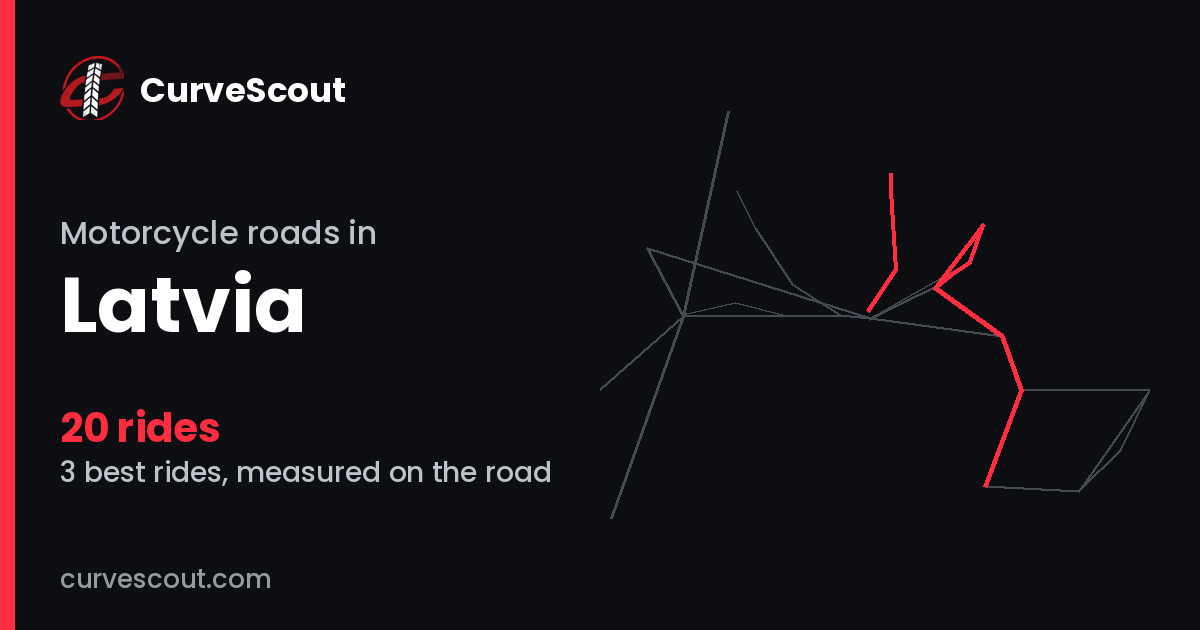 CurveScout
Motorcycle roads in
Latvia
20 rides
3 best rides, measured on the road
curvescout.com